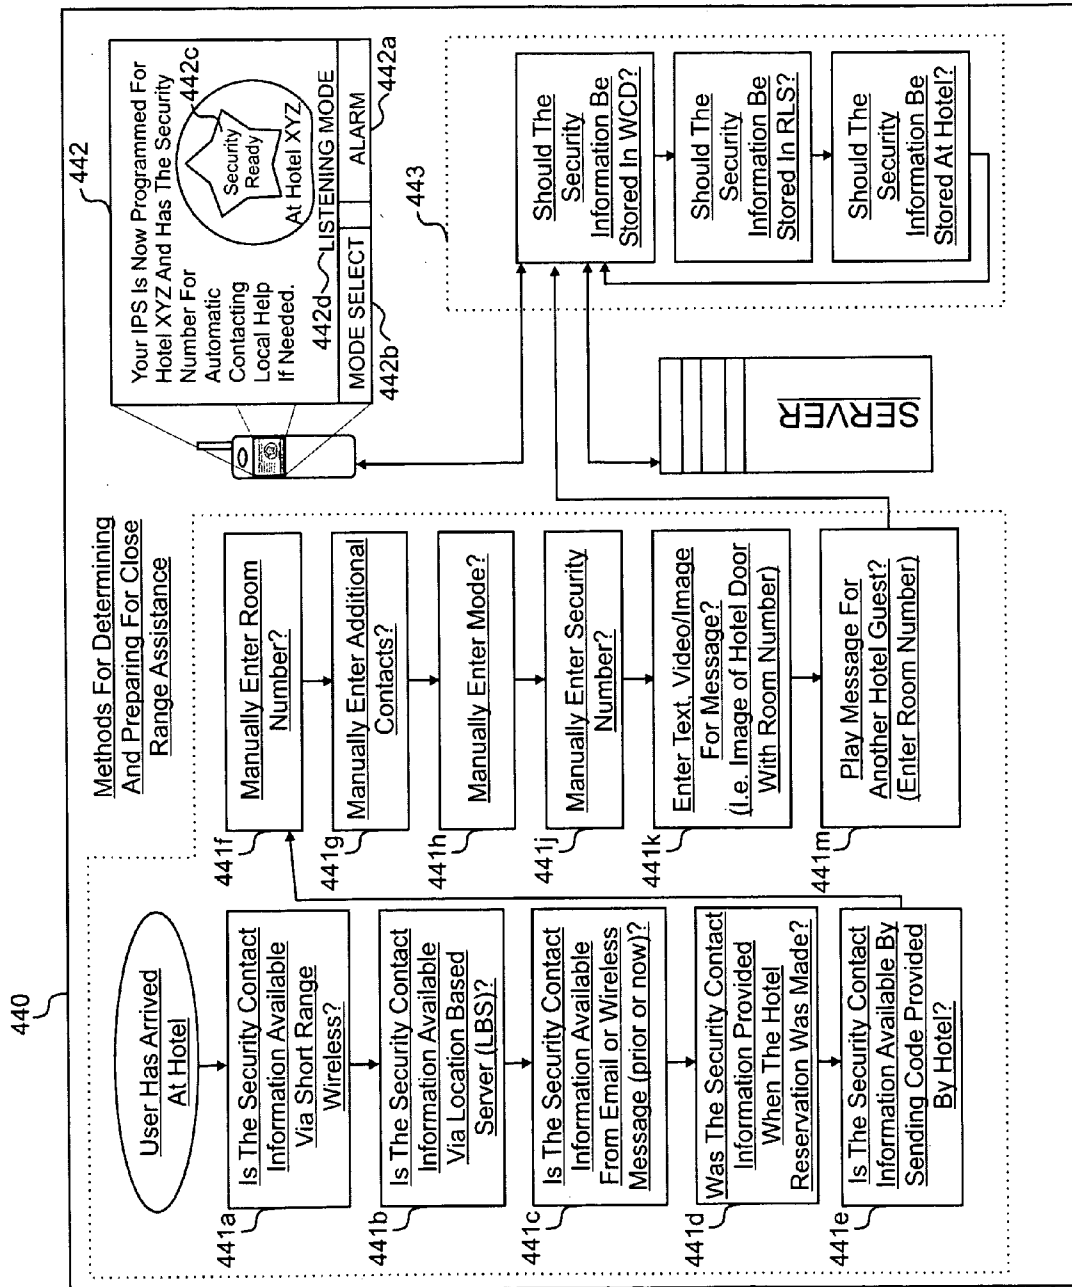 440
Methods For Determining
And Preparing For Close
Range Assistance
User Has Arrived
At Hotel
441a
Is The Security Contact
Information Available
Via Short Range
Wireless?
441b
Is The Security Contact
Information Available
Via Location Based
Server (LBS)?
441c
Is The Security Contact
Information Available
From Email or Wireless
Message (prior or now)?
441d
Was The Security Contact
Information Provided
When The Hotel
Reservation Was Made?
441e
Is The Security Contact
Information Available By
Sending Code Provided
By Hotel?
441f
Manually Enter Room
Number?
441g
Manually Enter Additional
Contacts?
441h
Manually Enter Mode?
441j
Manually Enter Security
Number?
441k
Enter Text, Video/Image
For Message?
(I.e. Image of Hotel Door
With Room Number)
441m
Play Message For
Another Hotel Guest?
(Enter Room Number)
442
Your IPS Is Now Programmed For
Hotel XYZ And Has The Security
Number For
Automatic
Contacting
Local Help
If Needed.
442c
Security
Ready
At Hotel XYZ
442d
LISTENING MODE
MODE SELECT
ALARM
442b
442a
SERVER
443
Should The
Security
Information Be
Stored In WCD?
Should The
Security
Information Be
Stored In RLS?
Should The
Security
Information Be
Stored At Hotel?